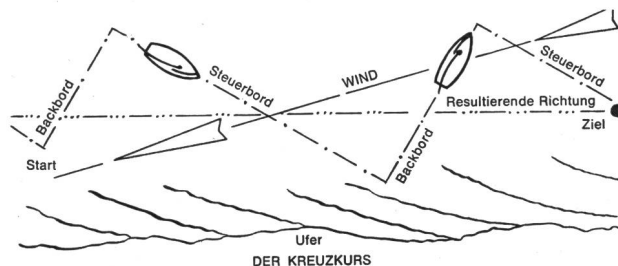 Backbord
Steuerbord
WIND
Steuerbord
Resultierende Richtung
Ziel
Backbord
Start
Ufer
DER KREUZKURS